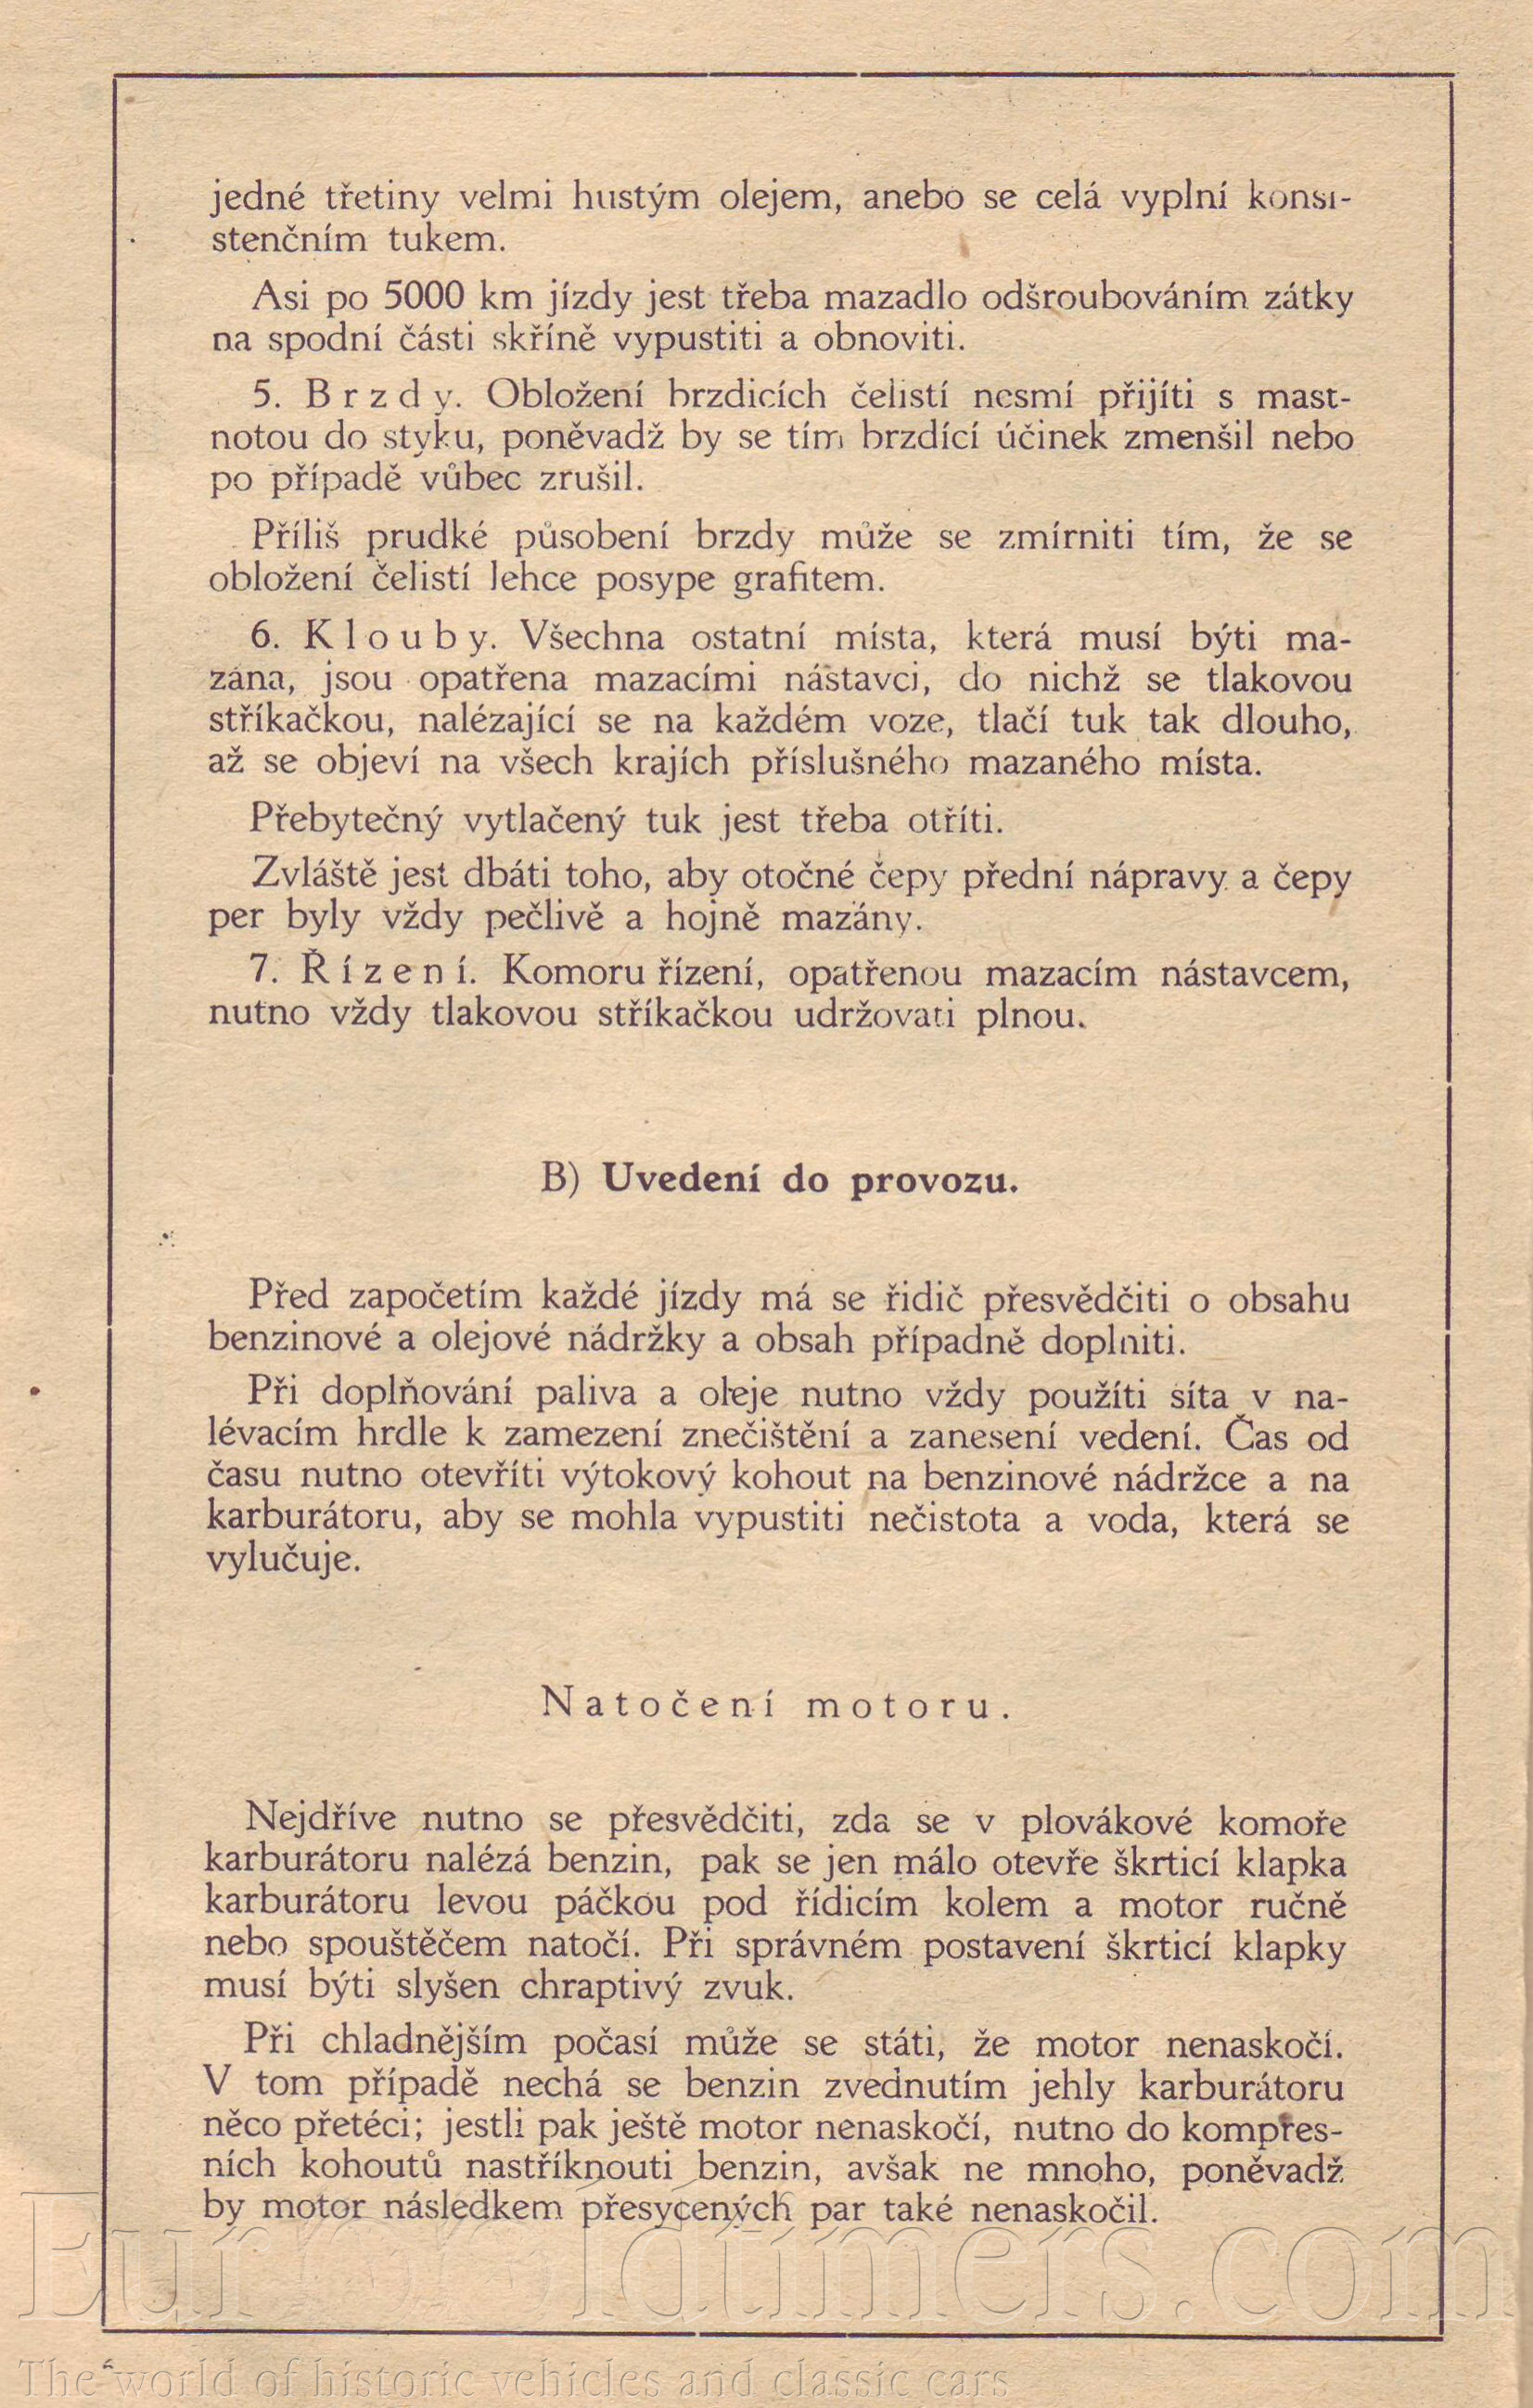 jedné třetiny velmi hustým olejem, anebo se celá vyplní konsi-
stenčním tukem.
Asi po 5000 km jízdy jest třeba mazadlo odšroubováním zátky
na spodní části skříně vypustiti a obnoviti.
5. Brzdy. Obložení brzdicích čelistí nesmí přijíti s mast-
notou do styku, poněvadž by se tím brzdící účinek zmenšil nebo
po případě vůbec zrušil.
Příliš prudké působení brzdy může se zmírniti tím, že se
obložení čelistí lehce posype grafitem.
6. Klouby. Všechna ostatní místa, která musí býti ma-
zána, jsou opatřena mazacími nástavci, do nichž se tlakovou
stříkačkou, nalézající se na každém voze, tlačí tuk tak dlouho,
až se objeví na všech krajích příslušného mazaného místa.
Přebytečný vytlačený tuk jest třeba otříti.
Zvláště jest dbáti toho, aby otočné čepy přední nápravy a čepy
per byly vždy pečlivě a hojně mazány.
7. Řízení. Komoru řízení, opatřenou mazacím nástavcem,
nutno vždy tlakovou stříkačkou udržovati plnou.
B) Uvedení do provozu.
Před započetím každé jízdy má se řidič přesvědčiti o obsahu
benzinové a olejové nádržky a obsah případně doplniti.
Při doplňování paliva a oleje nutno vždy použíti síta v na-
lévacím hrdle k zamezení znečištění a zanesení vedení. Čas od
času nutno otevříti výtokový kohout na benzinové nádržce a na
karburátoru, aby se mohla vypustiti nečistota a voda, která se
vylučuje.
Natočení motoru.
Nejdříve nutno se přesvědčiti, zda se v plovákové komoře
karburátoru nalézá benzin, pak se jen málo otevře škrticí klapka
karburátoru levou páčkou pod řídicím kolem a motor ručně
nebo spouštěčem natočí. Při správném postavení škrticí klapky
musí býti slyšen chraptivý zvuk.
Při chladnějším počasí může se státi, že motor nenaskočí.
V tom případě nechá se benzin zvednutím jehly karburátoru
něco přetéci; jestli pak ještě motor nenaskočí, nutno do kompres-
ních kohoutů nastříknouti benzin, avšak ne mnoho, poněvadž
by motor následkem přesycených par také nenaskočil.
The world of historic vehicles and classic cars